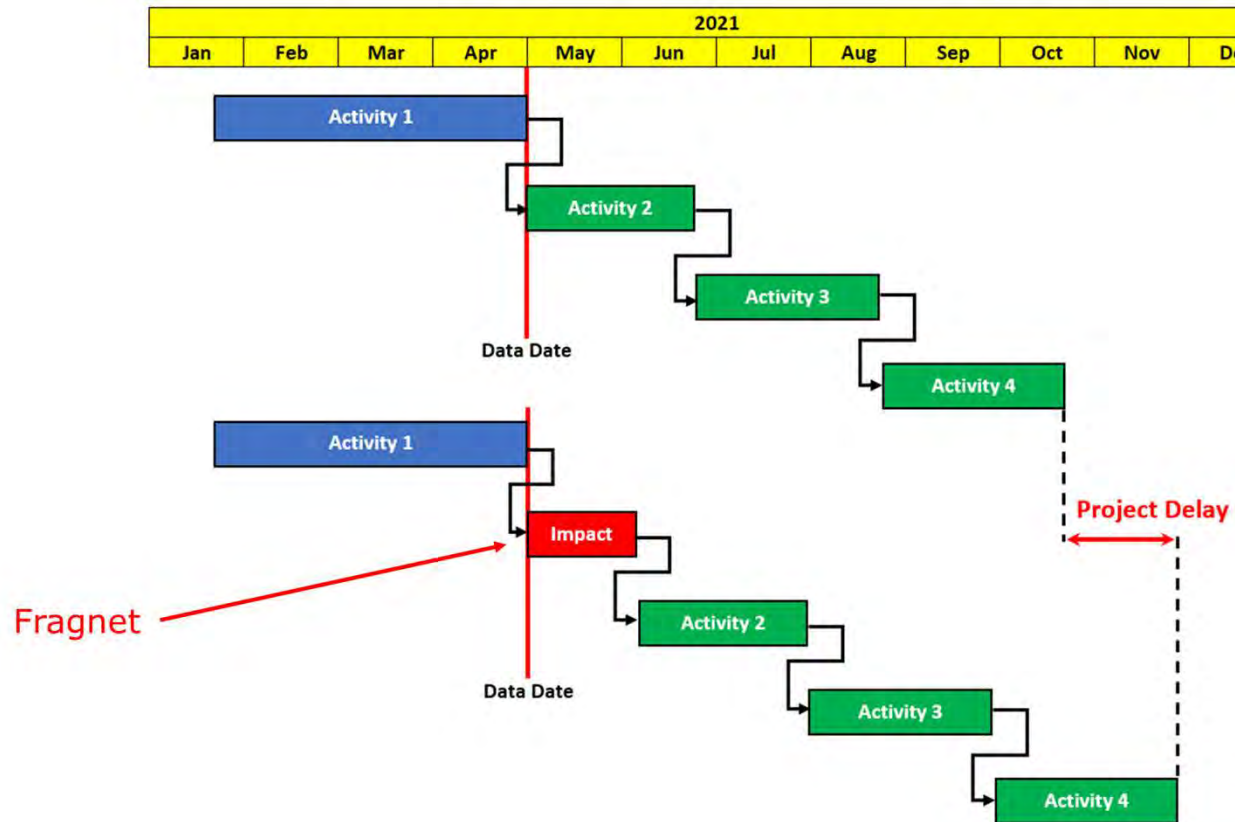 2021
Jan Feb Mar Apr May Jun Jul Aug Sep Oct Nov
Activity 1
Activity 2
Activity 3
Data Date
Activity 4
Activity 1
Project Delay
Impact
Fragnet
Activity 2
Data Date
Activity 3
Activity 4